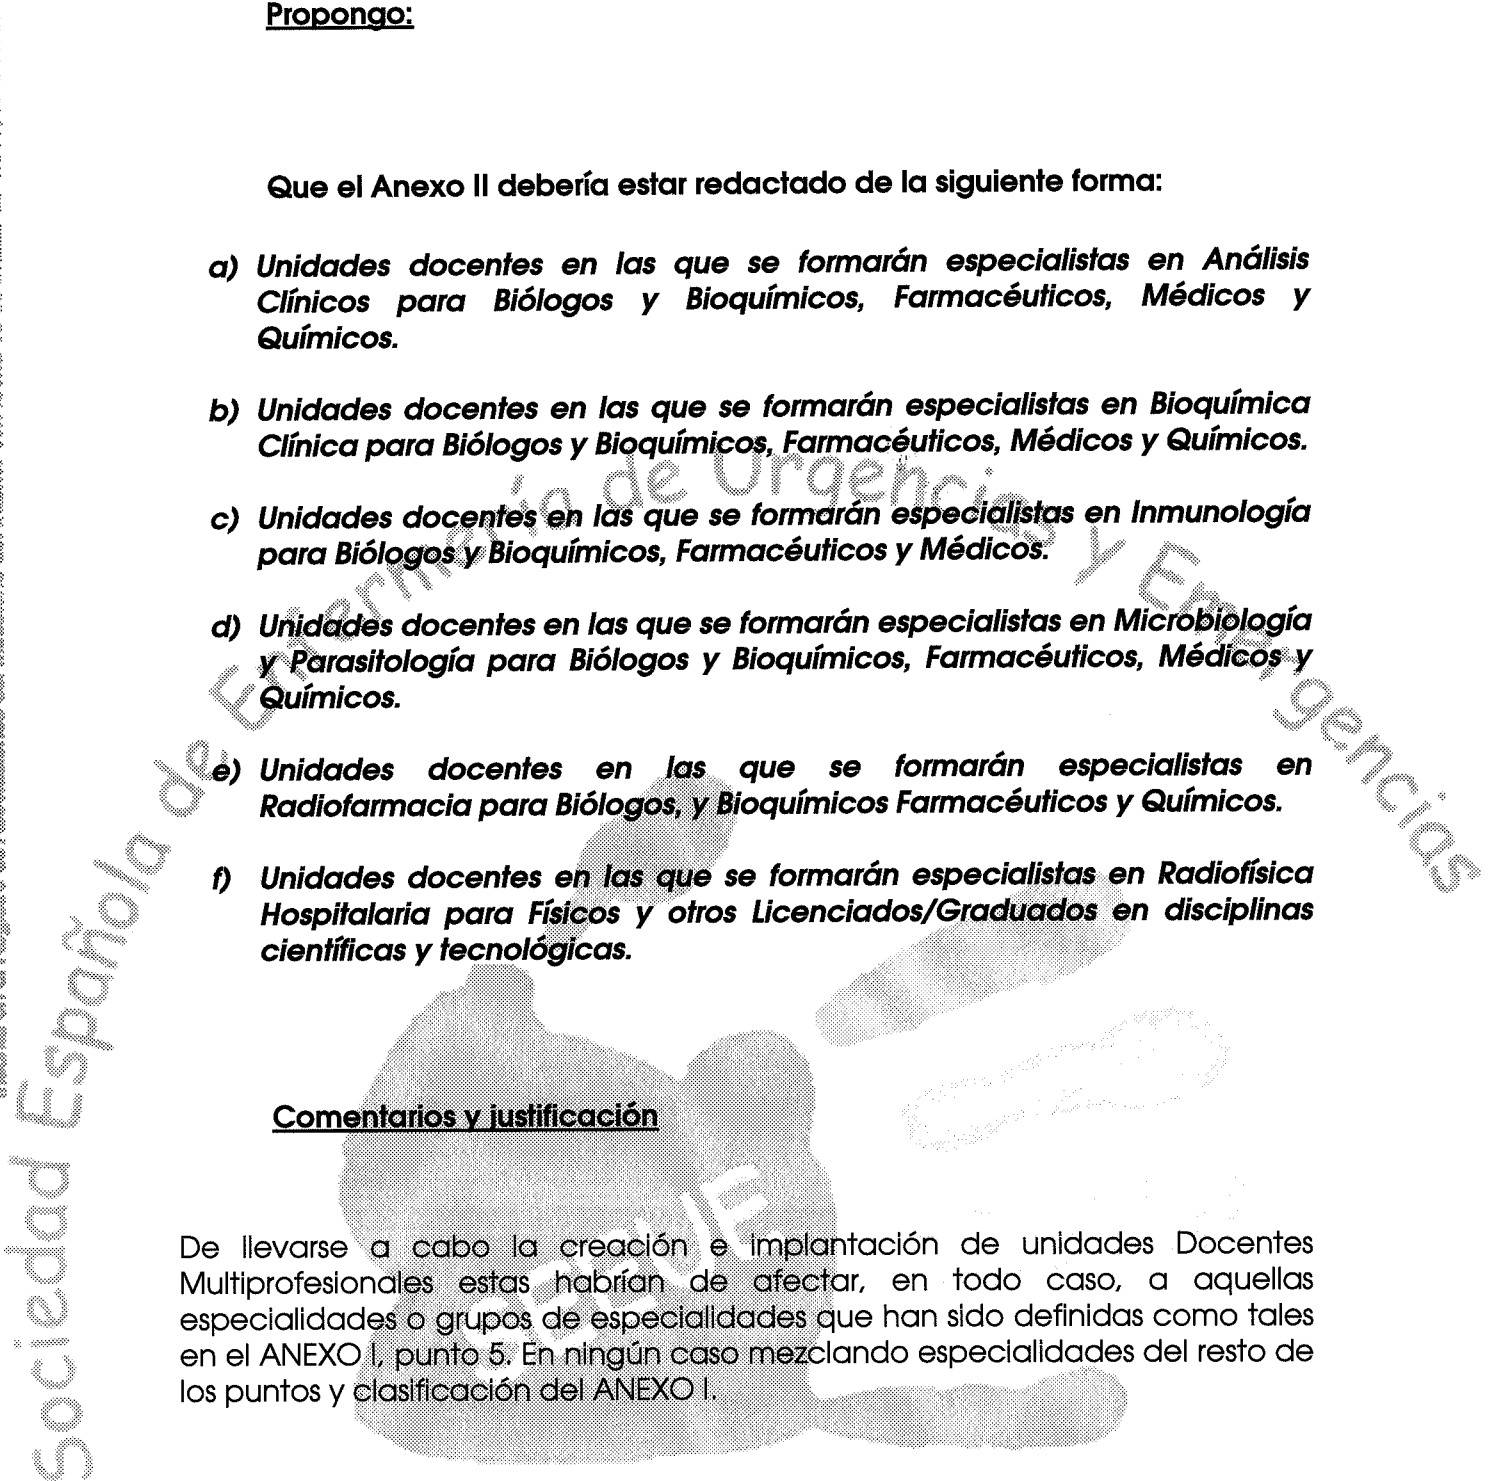 Propongo:
Que el Anexo II debería estar redactado de la siguiente forma:
a) Unidades docentes en las que se formarán especialistas en Análisis
Clínicos para Biólogos y Bioquímicos, Farmacéuticos, Médicos y
Químicos.
b) Unidades docentes en las que se formarán especialistas en Bioquímica
Clínica para Biólogos y Bioquímicos, Farmacéuticos, Médicos y Químicos.
c) Unidades docentes en las que se formarán especialistas en Inmunología
para Biólogos y Bioquímicos, Farmacéuticos y Médicos.
d) Unidades docentes en las que se formarán especialistas en Microbiología
y Parasitología para Biólogos y Bioquímicos, Farmacéuticos, Médicos y
Químicos.
e) Unidades docentes en las que se formarán especialistas en
Radiofarmacia para Biólogos, y Bioquímicos Farmacéuticos y Químicos.
f) Unidades docentes en las que se formarán especialistas en Radiofísica
Hospitalaria para Físicos y otros Licenciados/Graduados en disciplinas
científicas y tecnológicas.
Comentarios y justificación
De llevarse a cabo la creación e implantación de unidades Docentes
Multiprofesionales estas habrían de afectar, en todo caso, a aquellas
especialidades o grupos de especialidades que han sido definidas como tales
en el ANEXO I, punto 5. En ningún caso mezclando especialidades del resto de
los puntos y clasificación del ANEXO I.
Sociedad Española de Enfermería de Urgencias y Emergencias
SEEUE